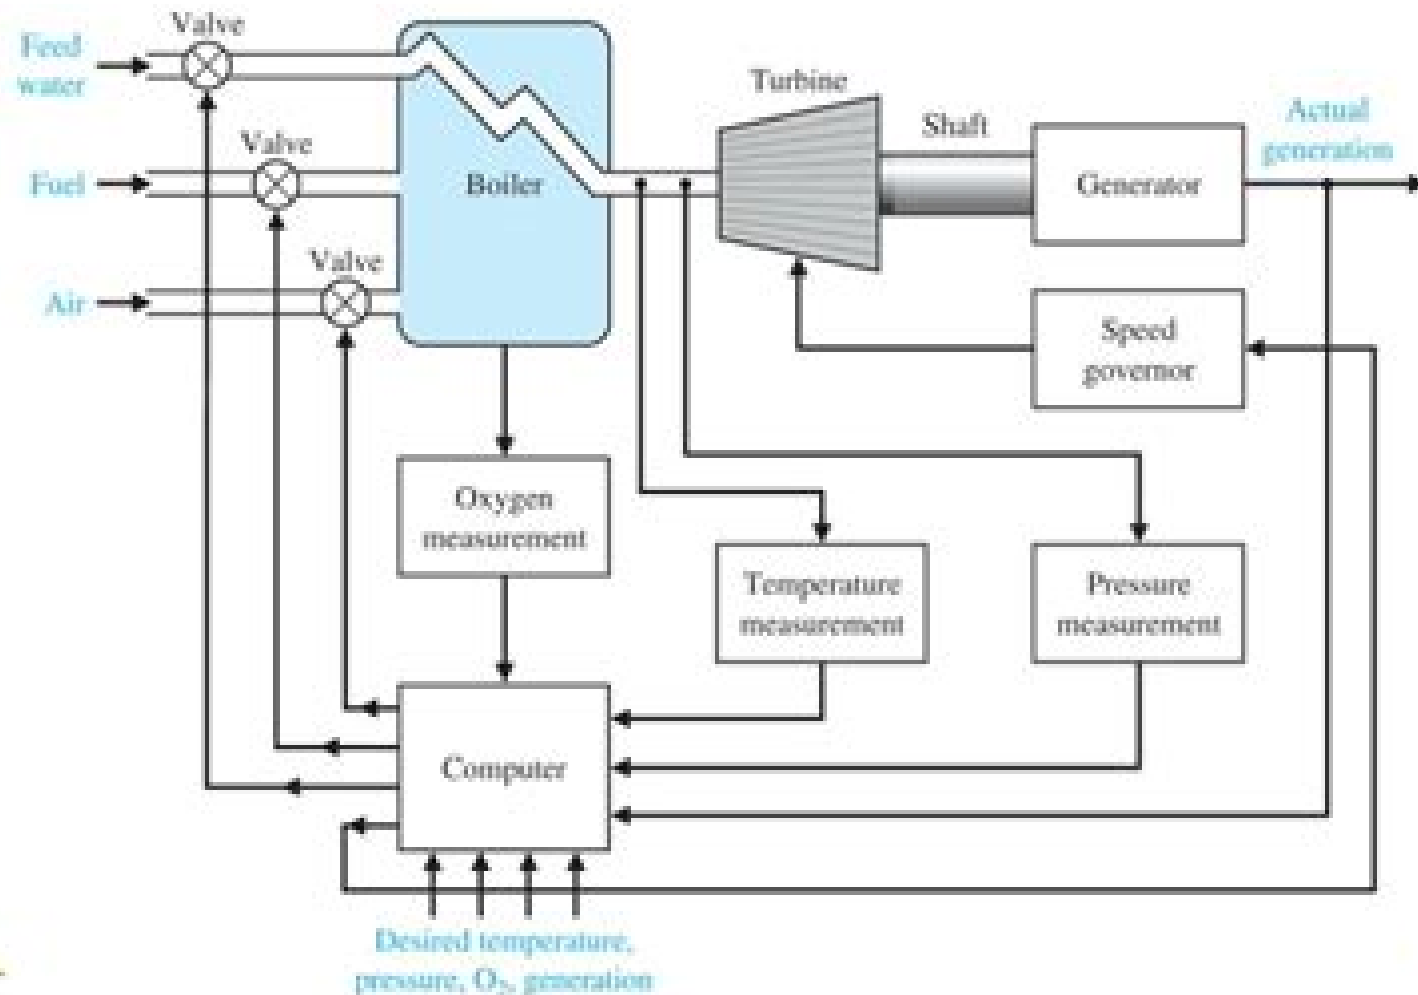 Valve
Feed
water
Valve
Fuel
Valve
Air
Boiler
Turbine
Shaft
Generator
Actual
generation
Speed
governor
Oxygen
measurement
Temperature
measurement
Pressure
measurement
Computer
Desired temperature,
pressure, O₂, generation